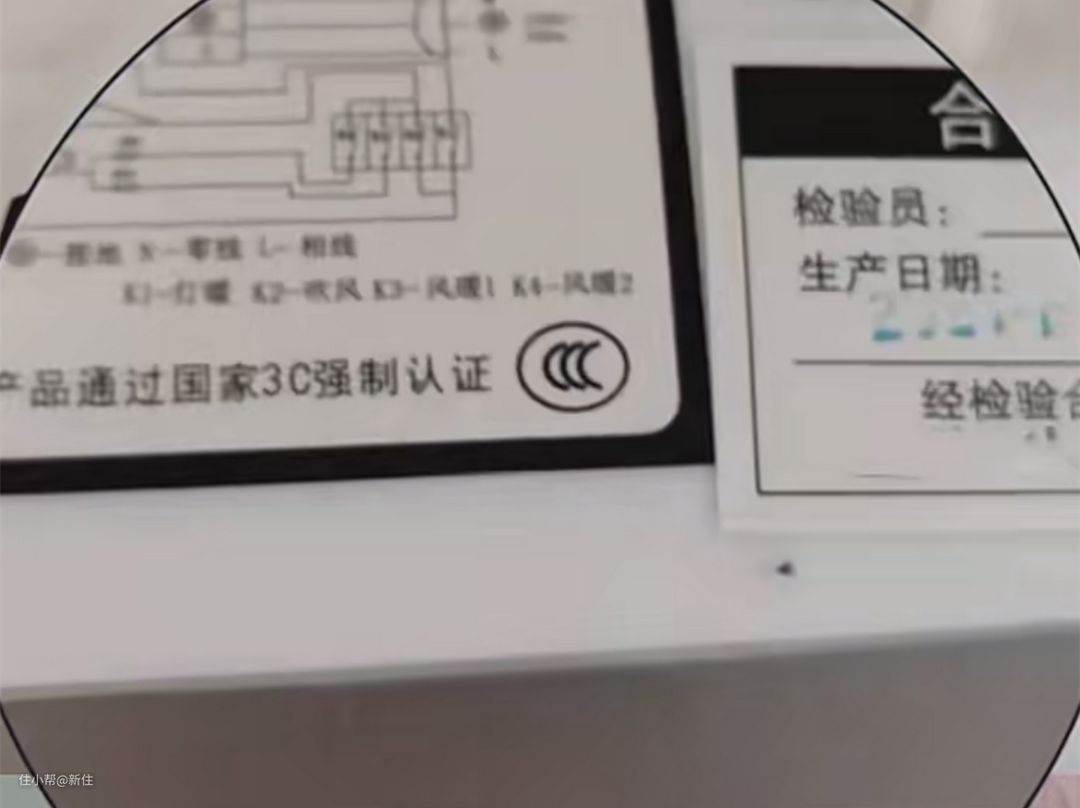 L
接地 N-零线 L-相线
K1-灯暖 K2-吹风 K3-风暖1 K4-风暖2
产品通过国家3C强制认证
CCC
合
检验员:
生产日期:
经检验合
住小帮@新住